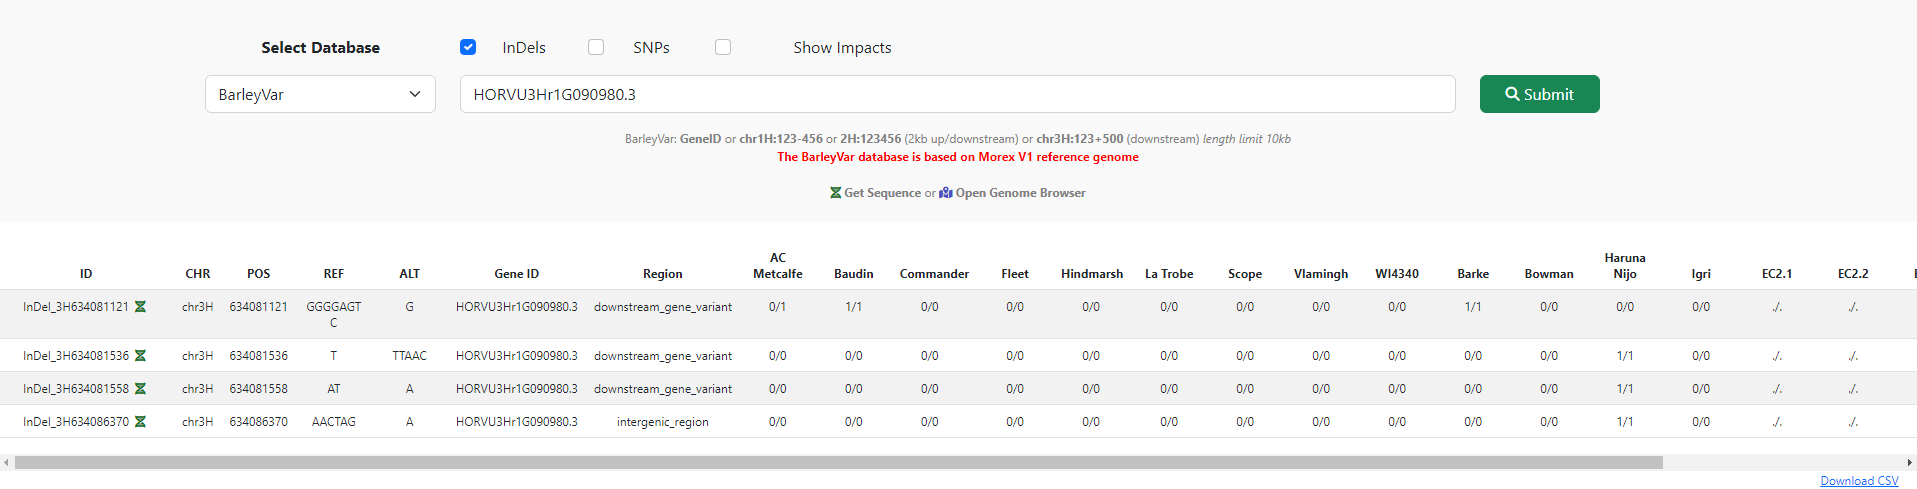 Select Database InDels SNPs Show Impacts
BarleyVar HORVU3Hr1G090980.3 Submit
BarleyVar: GeneID or chr1H:123-456 or 2H:123456 (2kb up/downstream) or chr3H:123+500 (downstream) length limit 10kb
The BarleyVar database is based on Morex V1 reference genome
Get Sequence or Open Genome Browser
ID CHR POS REF ALT Gene ID Region AC Metcalfe Baudin Commander Fleet Hindmarsh La Trobe Scope Vlamingh WI4340 Barke Bowman Haruna Nijo Igri EC2.1 EC2.2
InDel_3H634081121 chr3H 634081121 GGGGAGTC G HORVU3Hr1G090980.3 downstream_gene_variant 0/1 1/1 0/0 0/0 0/0 0/0 0/0 0/0 0/0 1/1 0/0 0/0 0/0 ./. ./.
InDel_3H634081536 chr3H 634081536 T TTAAC HORVU3Hr1G090980.3 downstream_gene_variant 0/0 0/0 0/0 0/0 0/0 0/0 0/0 0/0 0/0 0/0 0/0 1/1 0/0 ./. ./.
InDel_3H634081558 chr3H 634081558 AT A HORVU3Hr1G090980.3 downstream_gene_variant 0/0 0/0 0/0 0/0 0/0 0/0 0/0 0/0 0/0 0/0 0/0 1/1 0/0 ./. ./.
InDel_3H634086370 chr3H 634086370 AACTAG A HORVU3Hr1G090980.3 intergenic_region 0/0 0/0 0/0 0/0 0/0 0/0 0/0 0/0 0/0 0/0 0/0 1/1 0/0 ./. ./.
Download CSV